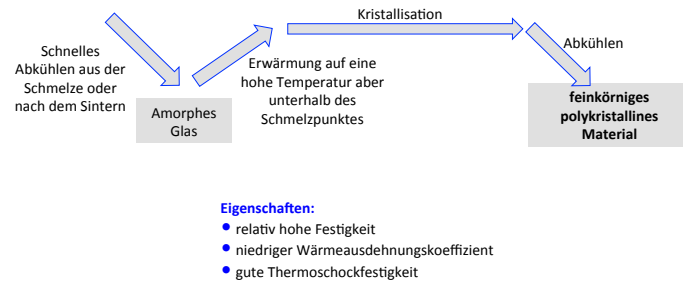 Schnelles
Abkühlen aus der
Schmelze oder
nach dem Sintern
Amorphes
Glas
Erwärmung auf eine
hohe Temperatur aber
unterhalb des
Schmelzpunktes
Kristallisation
Abkühlen
feinkörniges
polykristallines
Material
Eigenschaften:
• relativ hohe Festigkeit
• niedriger Wärmeausdehnungskoeffizient
• gute Thermoschockfestigkeit